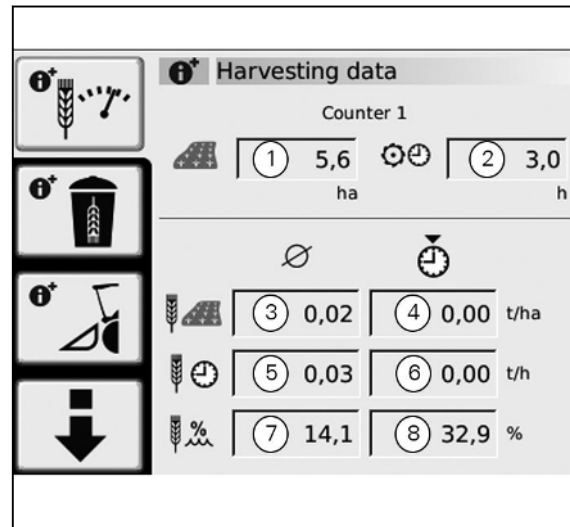 Harvesting data
Counter 1
1 5,6
2 3,0
ha
h
Ø
3 0,02
4 0,00 t/ha
5 0,03
6 0,00 t/h
%
7 14,1
8 32,9 %